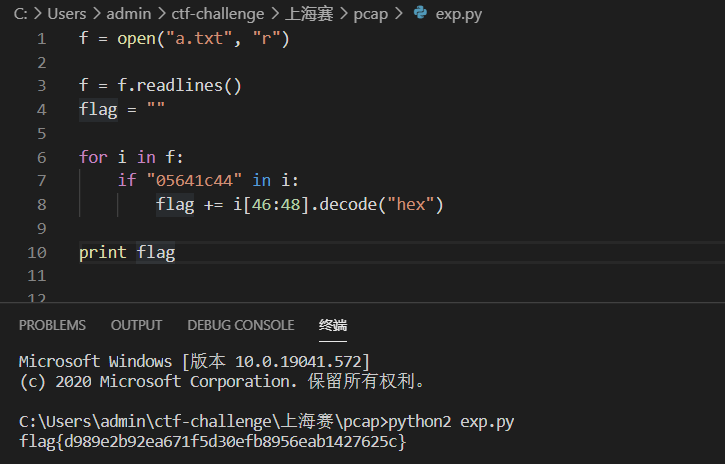 C: > Users > admin > ctf-challenge > 上海赛 > pcap > exp.py
1 f = open("a.txt", "r")
2
3 f = f.readlines()
4 flag = ""
5
6 for i in f:
7     if "05641c44" in i:
8         flag += i[46:48].decode("hex")
9
10 print flag
11
12
PROBLEMS OUTPUT DEBUG CONSOLE 终端
Microsoft Windows [版本 10.0.19041.572]
(c) 2020 Microsoft Corporation. 保留所有权利。
C:\Users\admin\ctf-challenge\上海赛\pcap>python2 exp.py
flag{d989e2b92ea671f5d30efb8956eab1427625c}